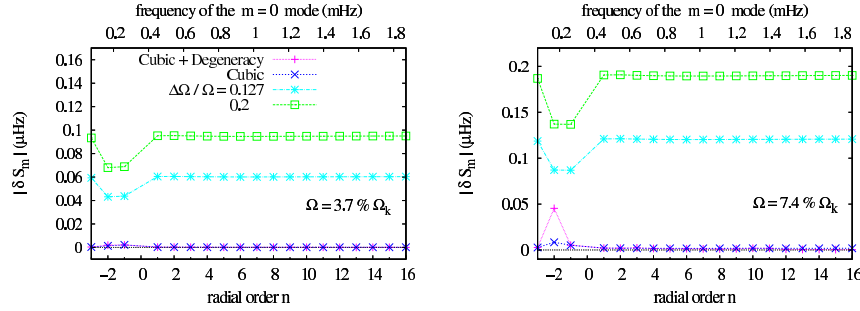 frequency of the m = 0 mode (mHz)
0.2 0.4 0.6 0.8 1 1.2 1.4 1.6 1.8
0.16
0.14
0.12
0.1
0.08
0.06
0.04
0.02
0
| δ S_m | (μHz)
Cubic + Degeneracy
Cubic
ΔΩ / Ω = 0.127
0.2
Ω = 3.7 % Ω_k
−2 0 2 4 6 8 10 12 14 16
radial order n
frequency of the m = 0 mode (mHz)
0.2 0.4 0.6 0.8 1 1.2 1.4 1.6 1.8
0.2
0.15
0.1
0.05
0
| δ S_m | (μHz)
Ω = 7.4 % Ω_k
−2 0 2 4 6 8 10 12 14 16
radial order n